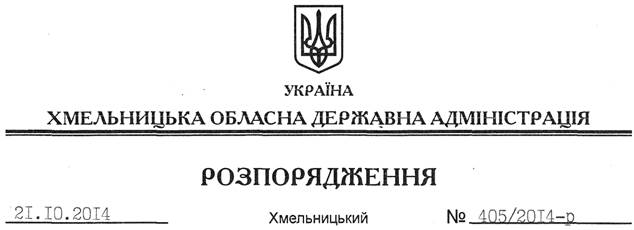 УКРАЇНА
ХМЕЛЬНИЦЬКА ОБЛАСНА ДЕРЖАВНА АДМІНІСТРАЦІЯ
РОЗПОРЯДЖЕННЯ
21.10.2014 Хмельницький № 405/2014-р